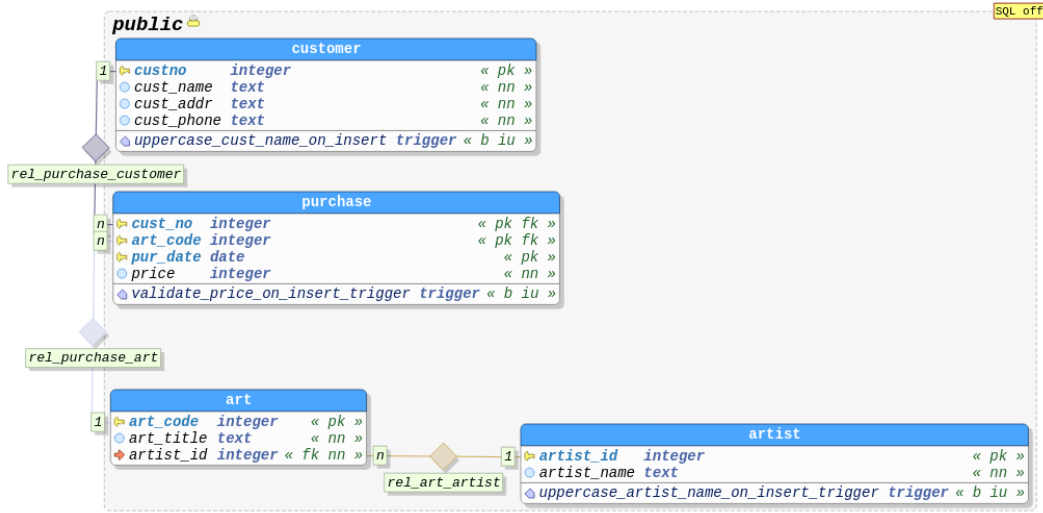 SQL off
public
customer
1 custno integer « pk »
cust_name text « nn »
cust_addr text « nn »
cust_phone text « nn »
uppercase_cust_name_on_insert trigger « b iu »
rel_purchase_customer
purchase
n cust_no integer « pk fk »
n art_code integer « pk fk »
pur_date date « pk »
price integer « nn »
validate_price_on_insert_trigger trigger « b iu »
rel_purchase_art
art
1 art_code integer « pk »
art_title text « nn »
artist_id integer « fk nn » n
rel_art_artist
artist
1 artist_id integer « pk »
artist_name text « nn »
uppercase_artist_name_on_insert_trigger trigger « b iu »